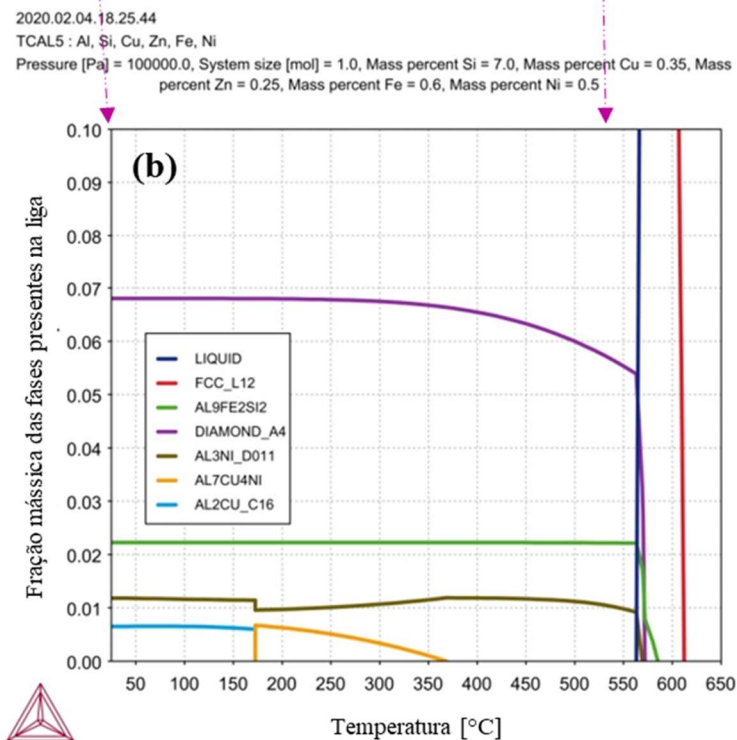 2020.02.04.18.25.44
TCAL5 : Al, Si, Cu, Zn, Fe, Ni
Pressure [Pa] = 100000.0, System size [mol] = 1.0, Mass percent Si = 7.0, Mass percent Cu = 0.35, Mass
percent Zn = 0.25, Mass percent Fe = 0.6, Mass percent Ni = 0.5
(b)
Fração mássica das fases presentes na liga
0.10
0.09
0.08
0.07
0.06
0.05
0.04
0.03
0.02
0.01
0.00
LIQUID
FCC_L12
AL9FE2SI2
DIAMOND_A4
AL3NI_D011
AL7CU4NI
AL2CU_C16
50 100 150 200 250 300 350 400 450 500 550 600 650
Temperatura [°C]